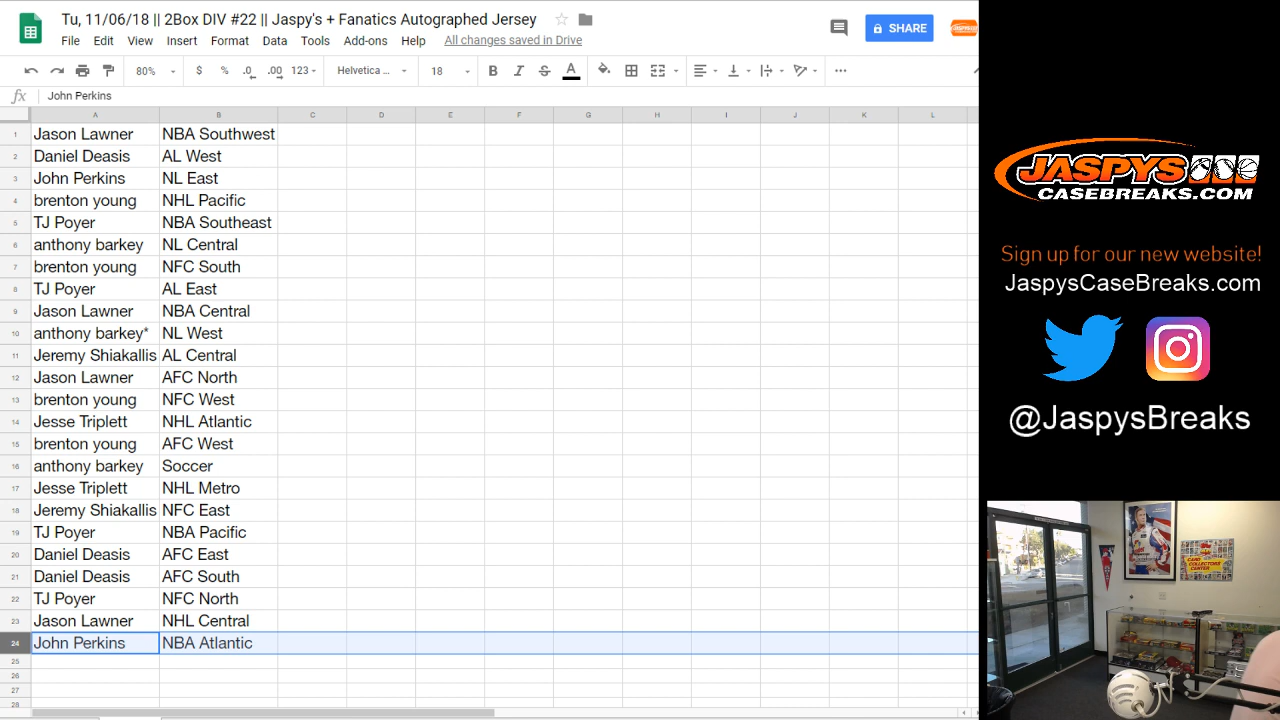 Tu, 11/06/18 || 2Box DIV #22 || Jaspy's + Fanatics Autographed Jersey
File Edit View Insert Format Data Tools Add-ons Help All changes saved in Drive
SHARE
80% $ % .0 .00 123 Helvetica ... 18 B I S A
fx John Perkins
A B C D E F G H I J K L
1 Jason Lawner NBA Southwest
2 Daniel Deasis AL West
3 John Perkins NL East
4 brenton young NHL Pacific
5 TJ Poyer NBA Southeast
6 anthony barkey NL Central
7 brenton young NFC South
8 TJ Poyer AL East
9 Jason Lawner NBA Central
10 anthony barkey* NL West
11 Jeremy Shiakallis AL Central
12 Jason Lawner AFC North
13 brenton young NFC West
14 Jesse Triplett NHL Atlantic
15 brenton young AFC West
16 anthony barkey Soccer
17 Jesse Triplett NHL Metro
18 Jeremy Shiakallis NFC East
19 TJ Poyer NBA Pacific
20 Daniel Deasis AFC East
21 Daniel Deasis AFC South
22 TJ Poyer NFC North
23 Jason Lawner NHL Central
24 John Perkins NBA Atlantic
25
26
27
28
JASPYS
CASEBREAKS.COM
Sign up for our new website!
JaspysCaseBreaks.com
@JaspysBreaks
CARD
COLLECTORS
CENTER